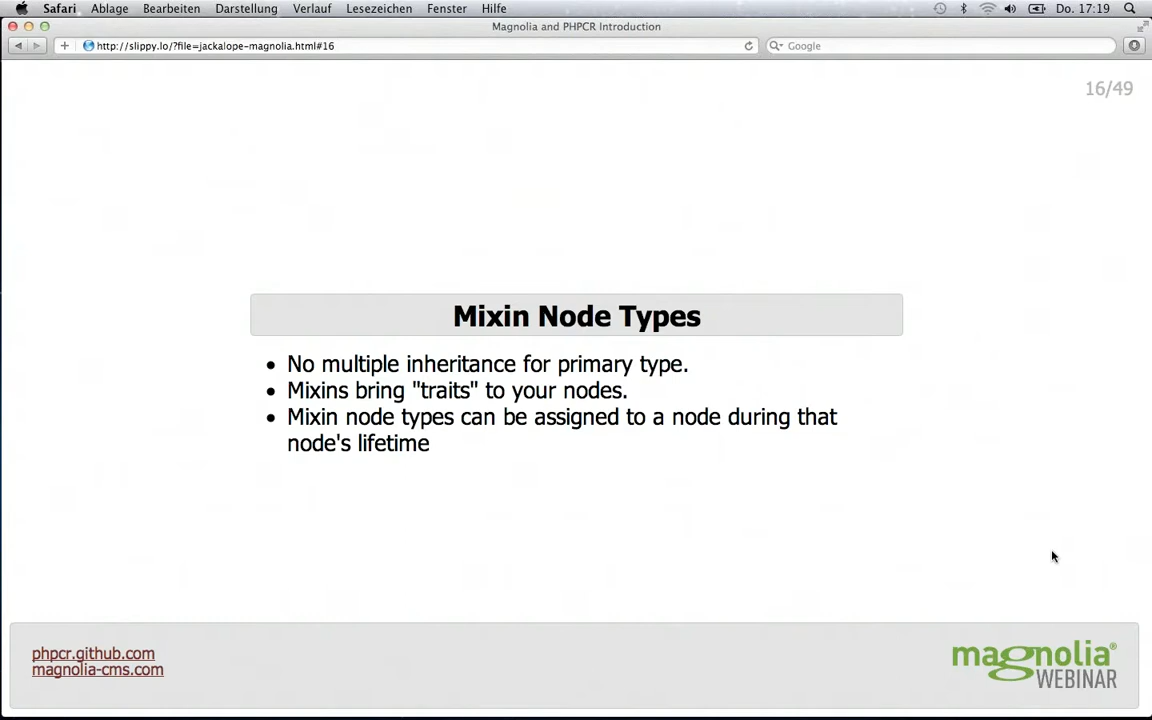 Safari Ablage Bearbeiten Darstellung Verlauf Lesezeichen Fenster Hilfe Do. 17:19
Magnolia and PHPCR Introduction
http://slippy.lo/?file=jackalope-magnolia.html#16 Google
16/49
Mixin Node Types
• No multiple inheritance for primary type.
• Mixins bring "traits" to your nodes.
• Mixin node types can be assigned to a node during that
node's lifetime
phpcr.github.com
magnolia-cms.com
magnolia®
WEBINAR